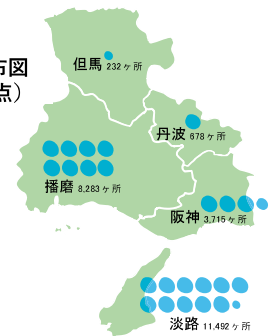 市図
点）
但馬 232ヶ所
丹波 678ヶ所
播磨 8,283ヶ所
阪神 3,715ヶ所
淡路 11,492ヶ所